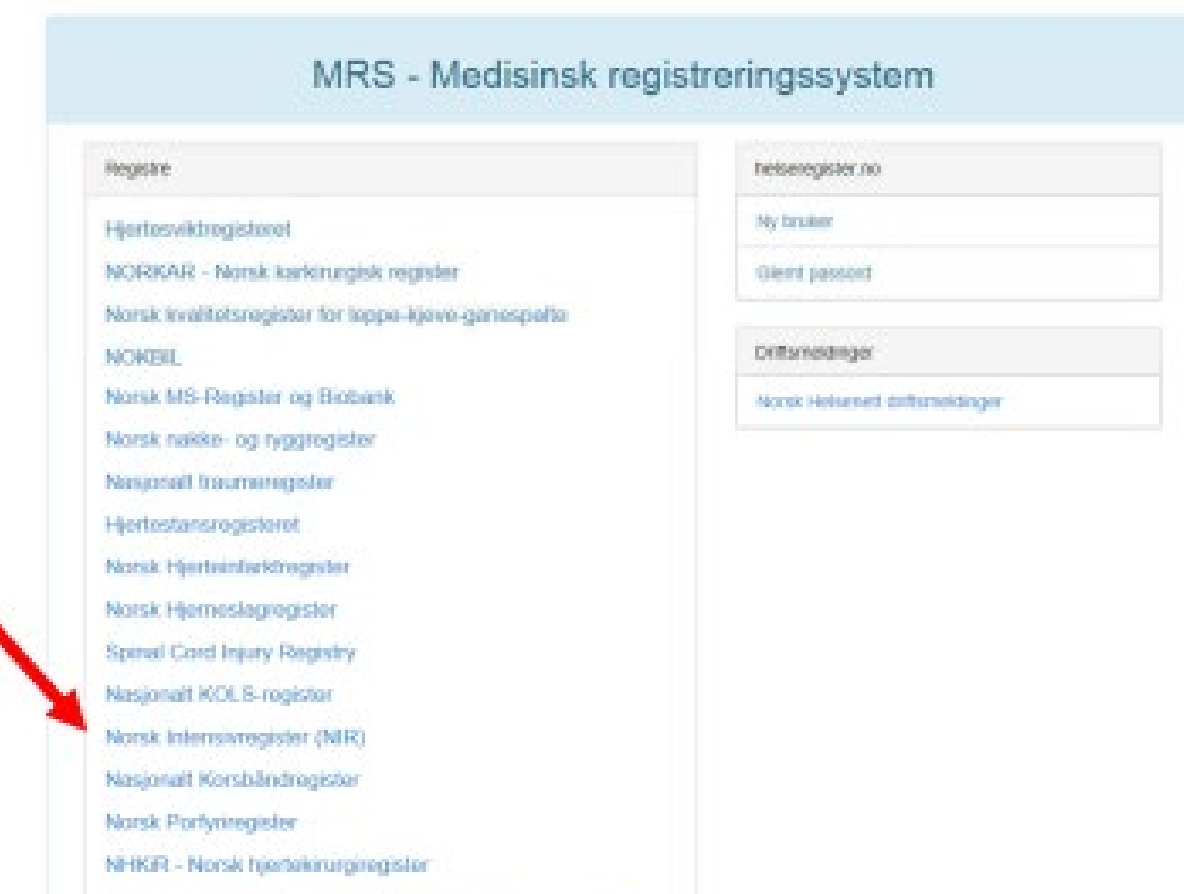 MRS - Medisinsk registreringssystem
Registre
Hjertesviktregisteret
NORKAR - Norsk karkirurgisk register
Norsk kvalitetsregister for leppe-kjeve-ganespalte
NOKBIL
Norsk MS-Register og Biobank
Norsk nakke- og ryggregister
Nasjonalt traumeregister
Hjertestansregisteret
Norsk Hjerteinfarktregister
Norsk Hjerneslagregister
Spinal Cord Injury Registry
Nasjonalt KOLS-register
Norsk Intensivregister (NIR)
Nasjonalt Korsbåndregister
Norsk Porfyriregister
NHKiR - Norsk hjertekirurgiregister
helseregister.no
Ny bruker
Glemt passord
Driftsmeldinger
Norsk Helsenett driftsmeldinger